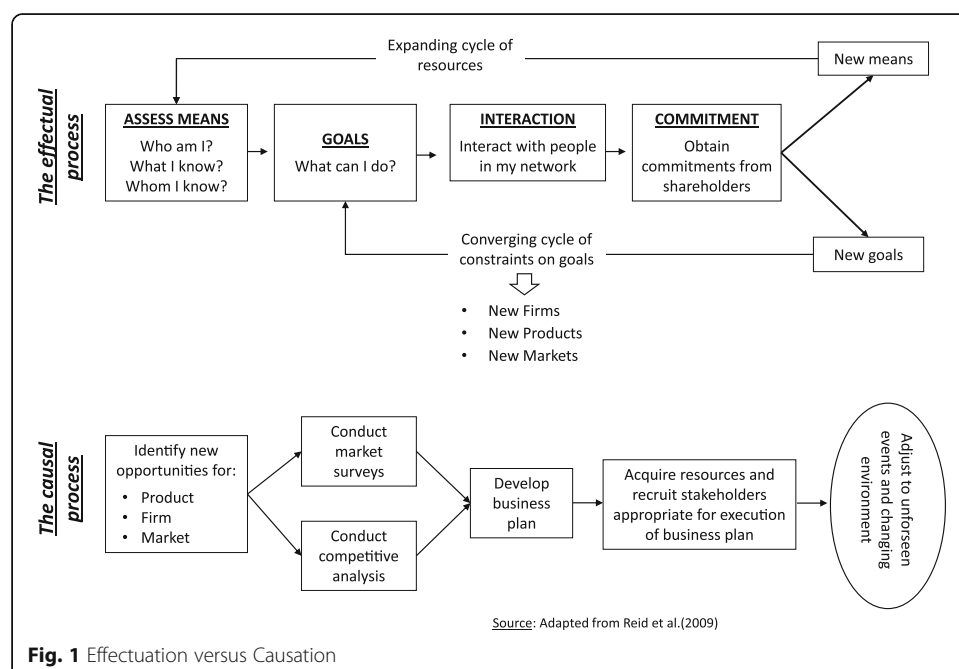 The effectual
process
Expanding cycle of
resources
New means
ASSESS MEANS
Who am I?
What I know?
Whom I know?
GOALS
What can I do?
INTERACTION
Interact with people
in my network
COMMITMENT
Obtain
commitments from
shareholders
Converging cycle of
constraints on goals
New goals
• New Firms
• New Products
• New Markets
The causal
process
Identify new
opportunities for:
• Product
• Firm
• Market
Conduct
market
surveys
Conduct
competitive
analysis
Develop
business
plan
Acquire resources and
recruit stakeholders
appropriate for execution
of business plan
Adjust to unforseen
events and changing
environment
Source: Adapted from Reid et al.(2009)
Fig. 1 Effectuation versus Causation